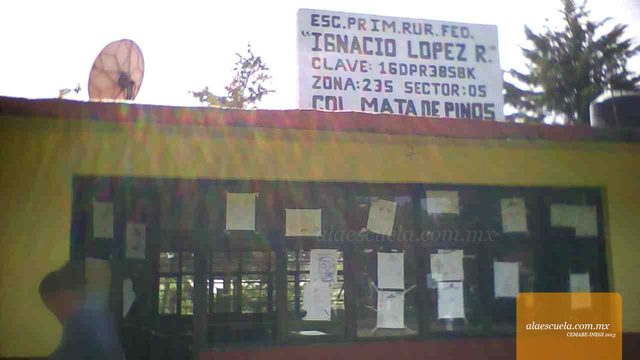 ESC.PRIM.RUR.FED.
"IGNACIO LOPEZ R."
CLAVE: 16DPR3858K
ZONA:235 SECTOR:05
COL. MATA DE PINOS
alaescuela.com.mx
alaescuela.com.mx
CEMABE-INEGI 2013